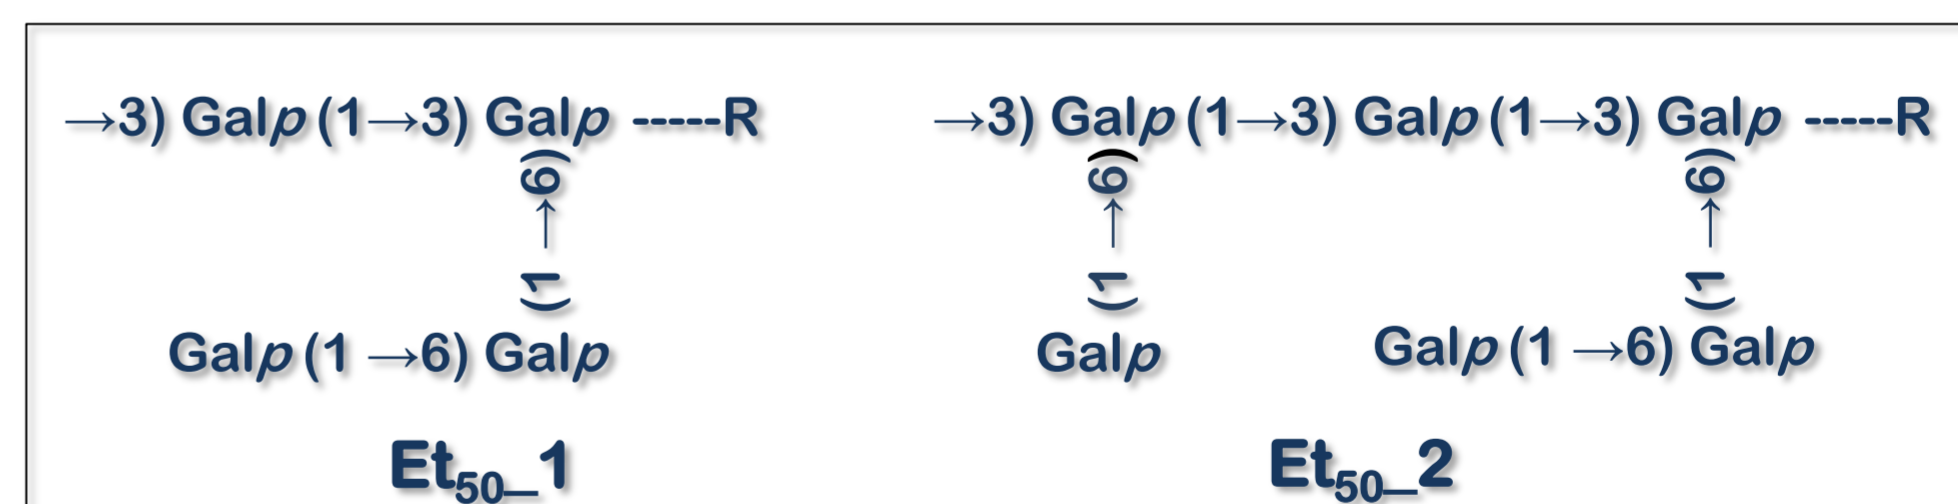 →3) Galp (1→3) Galp -----R
6)
(1 →
Galp (1 →6) Galp
Et50_1
→3) Galp (1→3) Galp (1→3) Galp -----R
6) 6)
(1 → (1 →
Galp Galp (1 →6) Galp
Et50_2